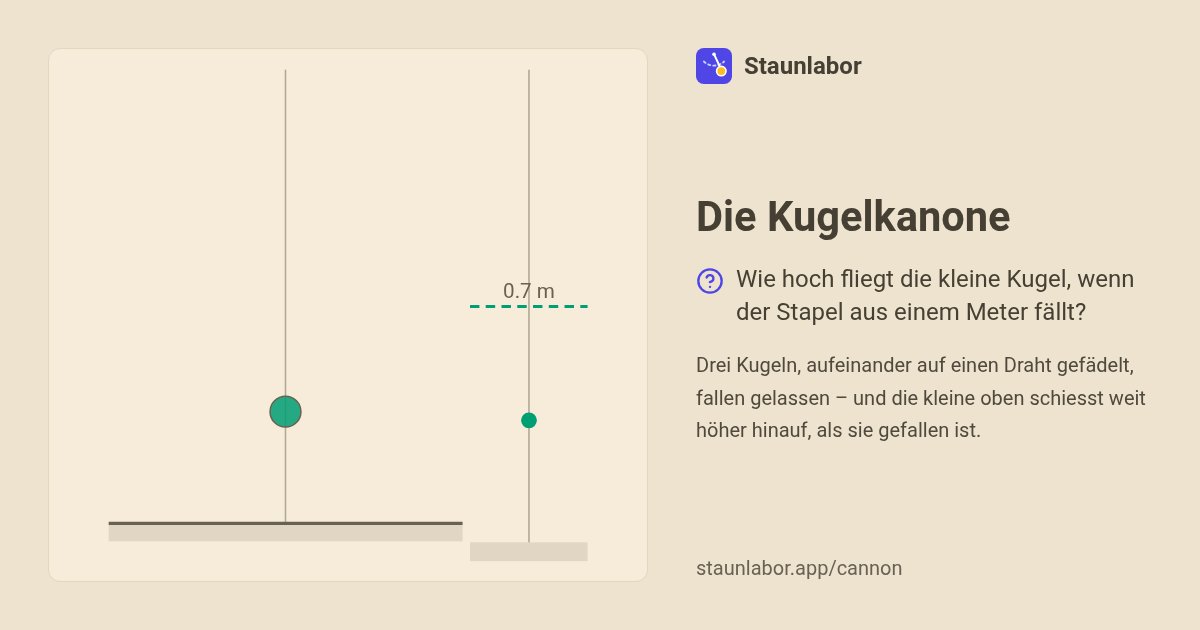 0.7 m
Staunlabor
Die Kugelkanone
Wie hoch fliegt die kleine Kugel, wenn
der Stapel aus einem Meter fällt?
Drei Kugeln, aufeinander auf einen Draht gefädelt,
fallen gelassen – und die kleine oben schiesst weit
höher hinauf, als sie gefallen ist.
staunlabor.app/cannon